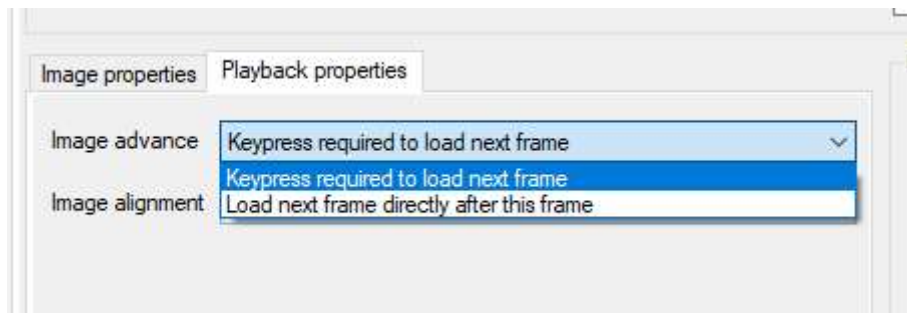 Image properties
Playback properties
Image advance
Keypress required to load next frame
Keypress required to load next frame
Image alignment
Load next frame directly after this frame